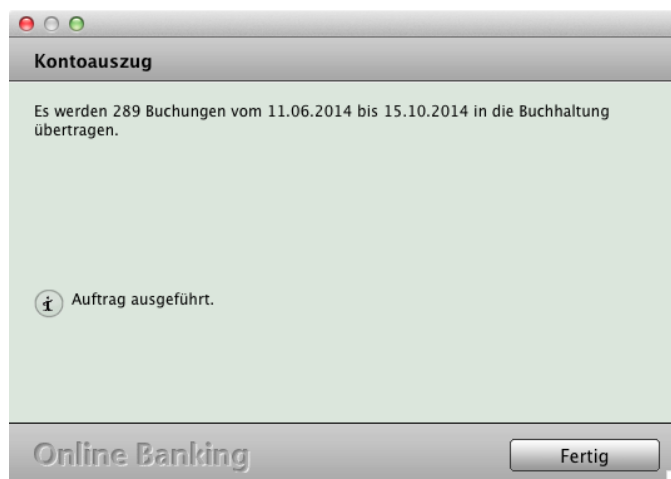 Kontoauszug
Es werden 289 Buchungen vom 11.06.2014 bis 15.10.2014 in die Buchhaltung
übertragen.
Auftrag ausgeführt.
Online Banking
Fertig